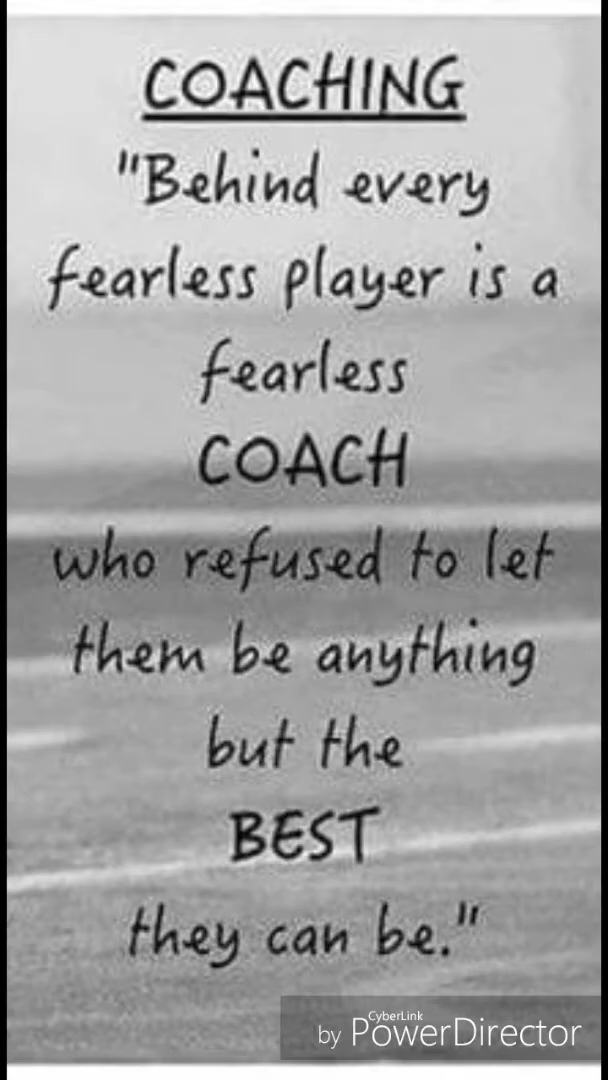 COACHING
"Behind every
fearless player is a
fearless
COACH
who refused to let
them be anything
but the
BEST
they can be."
CyberLink
by PowerDirector